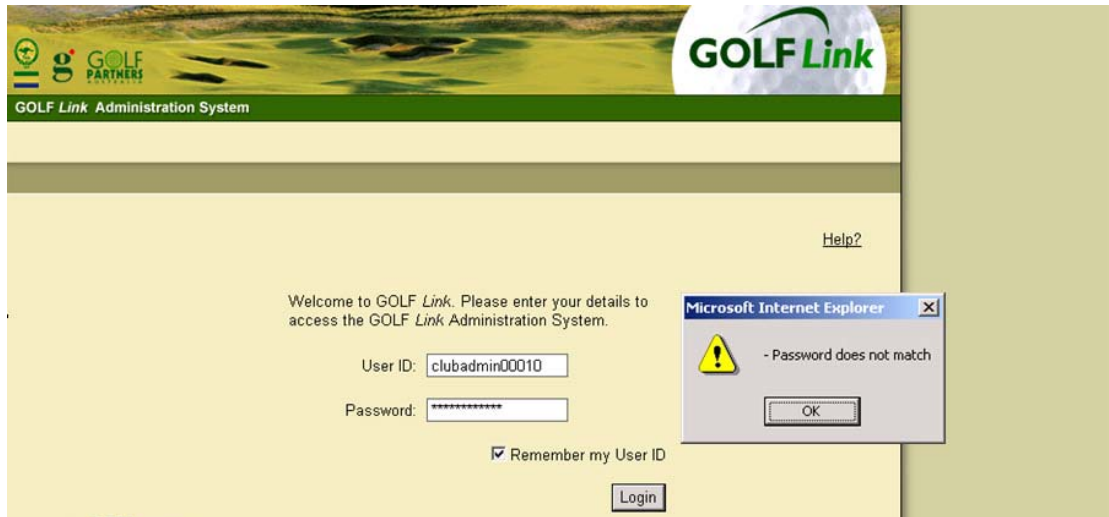 g GOLF PARTNERS AUSTRALIA
GOLF Link
GOLF Link Administration System
Help?
Welcome to GOLF Link. Please enter your details to
access the GOLF Link Administration System.
User ID: clubadmin00010
Password: ************
Remember my User ID
Login
Microsoft Internet Explorer
- Password does not match
OK